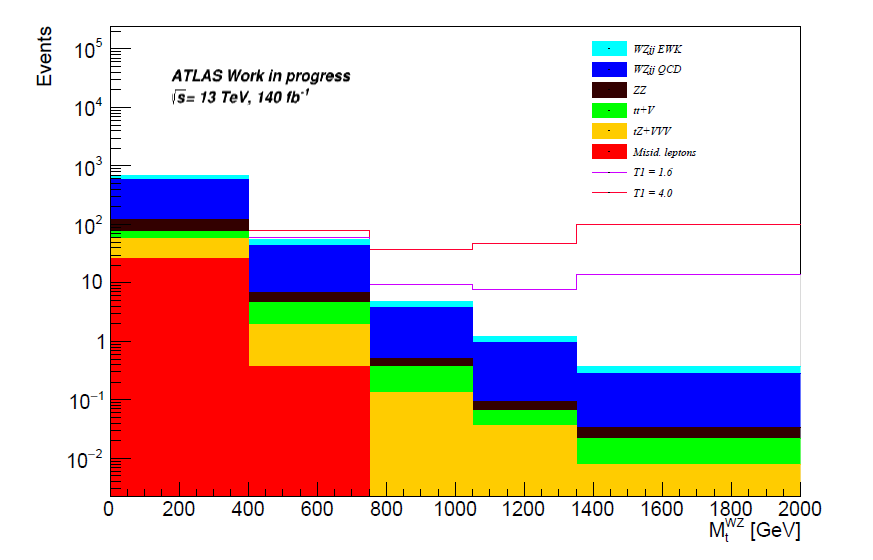 Events
10⁵
10⁴
10³
10²
10
1
10⁻¹
10⁻²
ATLAS Work in progress
√s= 13 TeV, 140 fb⁻¹
WZjj EWK
WZjj QCD
ZZ
tt+V
tZ+VVV
Misid. leptons
T1 = 1.6
T1 = 4.0
0 200 400 600 800 1000 1200 1400 1600 1800 2000
M_t^WZ [GeV]